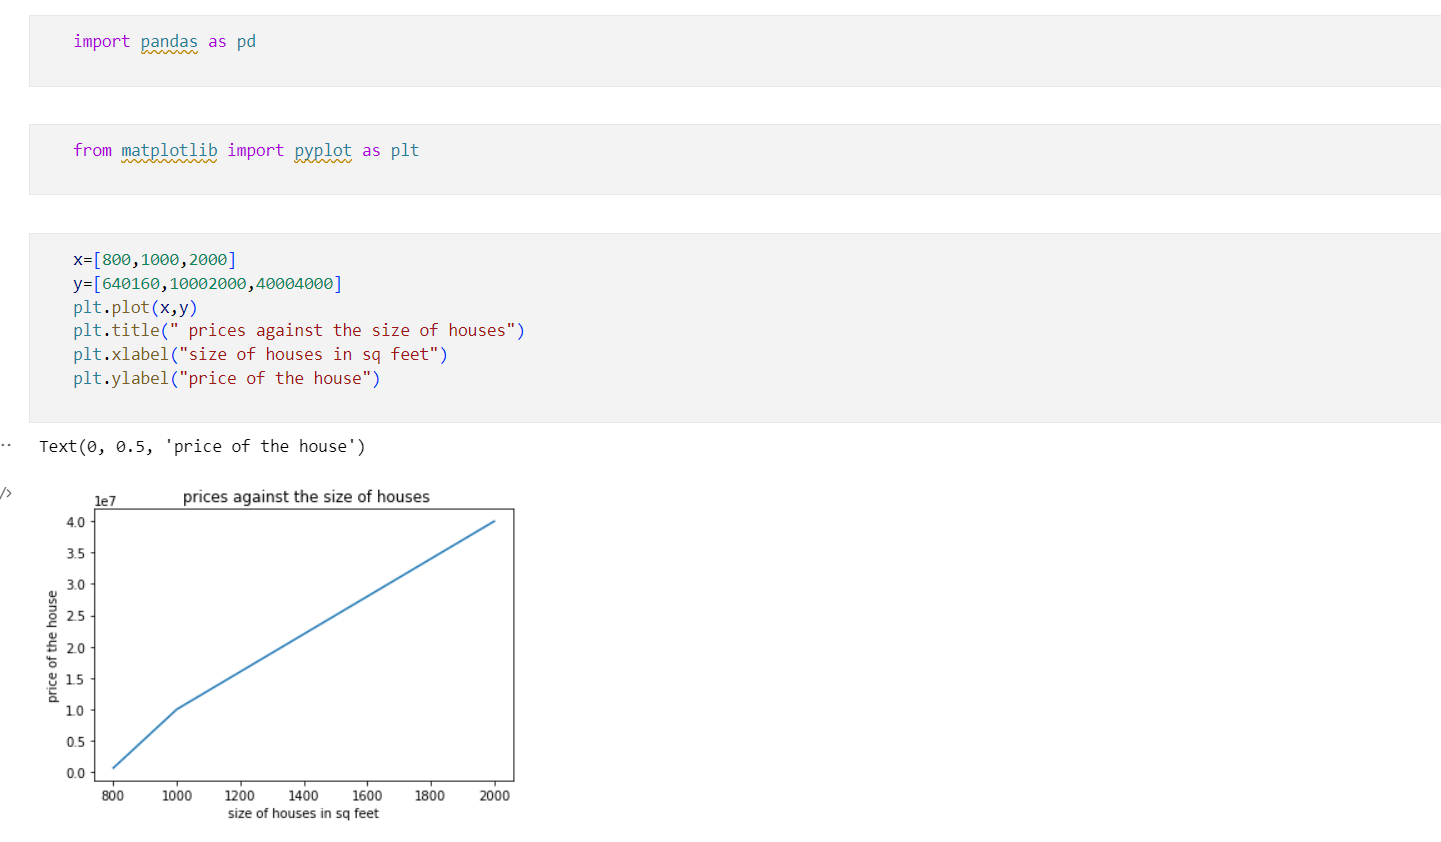 import pandas as pd
from matplotlib import pyplot as plt
x=[800,1000,2000]
y=[640160,10002000,40004000]
plt.plot(x,y)
plt.title(" prices against the size of houses")
plt.xlabel("size of houses in sq feet")
plt.ylabel("price of the house")
Text(0, 0.5, 'price of the house')
1e7
prices against the size of houses
4.0
3.5
3.0
2.5
2.0
1.5
1.0
0.5
0.0
price of the house
800 1000 1200 1400 1600 1800 2000
size of houses in sq feet